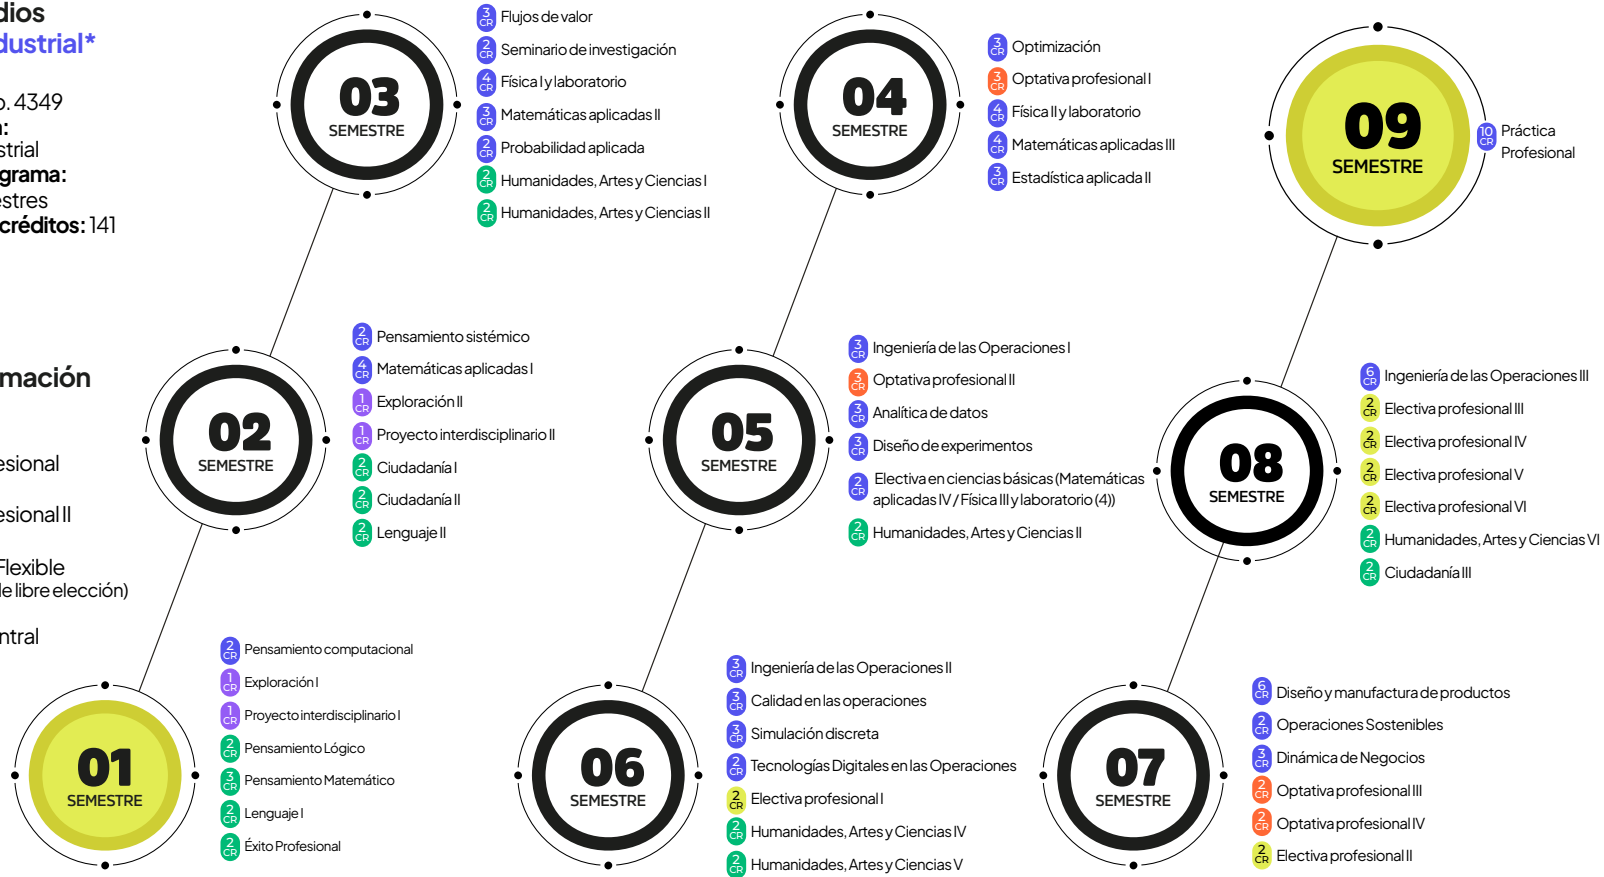 dios
dustrial*
o. 4349
a:
strial
grama:
estres
créditos: 141
mación
esional
esional II
Flexible
le libre elección)
ntral
01
SEMESTRE
2 CR Pensamiento computacional
1 CR Exploración I
1 CR Proyecto interdisciplinario I
2 CR Pensamiento Lógico
3 CR Pensamiento Matemático
2 CR Lenguaje I
2 CR Éxito Profesional
02
SEMESTRE
2 CR Pensamiento sistémico
4 CR Matemáticas aplicadas I
1 CR Exploración II
1 CR Proyecto interdisciplinario II
2 CR Ciudadanía I
2 CR Ciudadanía II
2 CR Lenguaje II
03
SEMESTRE
3 CR Flujos de valor
2 CR Seminario de investigación
4 CR Física I y laboratorio
3 CR Matemáticas aplicadas II
2 CR Probabilidad aplicada
2 CR Humanidades, Artes y Ciencias I
2 CR Humanidades, Artes y Ciencias II
04
SEMESTRE
3 CR Optimización
3 CR Optativa profesional I
4 CR Física II y laboratorio
4 CR Matemáticas aplicadas III
3 CR Estadística aplicada II
05
SEMESTRE
3 CR Ingeniería de las Operaciones I
3 CR Optativa profesional II
3 CR Analítica de datos
3 CR Diseño de experimentos
2 CR Electiva en ciencias básicas (Matemáticas
aplicadas IV / Física III y laboratorio (4))
2 CR Humanidades, Artes y Ciencias II
06
SEMESTRE
3 CR Ingeniería de las Operaciones II
3 CR Calidad en las operaciones
3 CR Simulación discreta
2 CR Tecnologías Digitales en las Operaciones
2 CR Electiva profesional I
2 CR Humanidades, Artes y Ciencias IV
2 CR Humanidades, Artes y Ciencias V
07
SEMESTRE
6 CR Diseño y manufactura de productos
2 CR Operaciones Sostenibles
3 CR Dinámica de Negocios
2 CR Optativa profesional III
2 CR Optativa profesional IV
2 CR Electiva profesional II
08
SEMESTRE
6 CR Ingeniería de las Operaciones III
2 CR Electiva profesional III
2 CR Electiva profesional IV
2 CR Electiva profesional V
2 CR Electiva profesional VI
2 CR Humanidades, Artes y Ciencias VI
2 CR Ciudadanía III
09
SEMESTRE
10 CR Práctica
Profesional